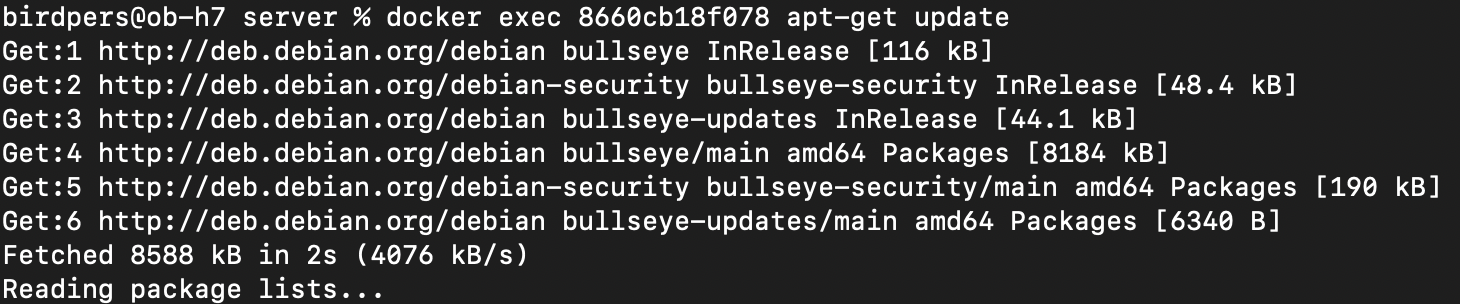 birdpers@ob-h7 server % docker exec 8660cb18f078 apt-get update
Get:1 http://deb.debian.org/debian bullseye InRelease [116 kB]
Get:2 http://deb.debian.org/debian-security bullseye-security InRelease [48.4 kB]
Get:3 http://deb.debian.org/debian bullseye-updates InRelease [44.1 kB]
Get:4 http://deb.debian.org/debian bullseye/main amd64 Packages [8184 kB]
Get:5 http://deb.debian.org/debian-security bullseye-security/main amd64 Packages [190 kB]
Get:6 http://deb.debian.org/debian bullseye-updates/main amd64 Packages [6340 B]
Fetched 8588 kB in 2s (4076 kB/s)
Reading package lists...